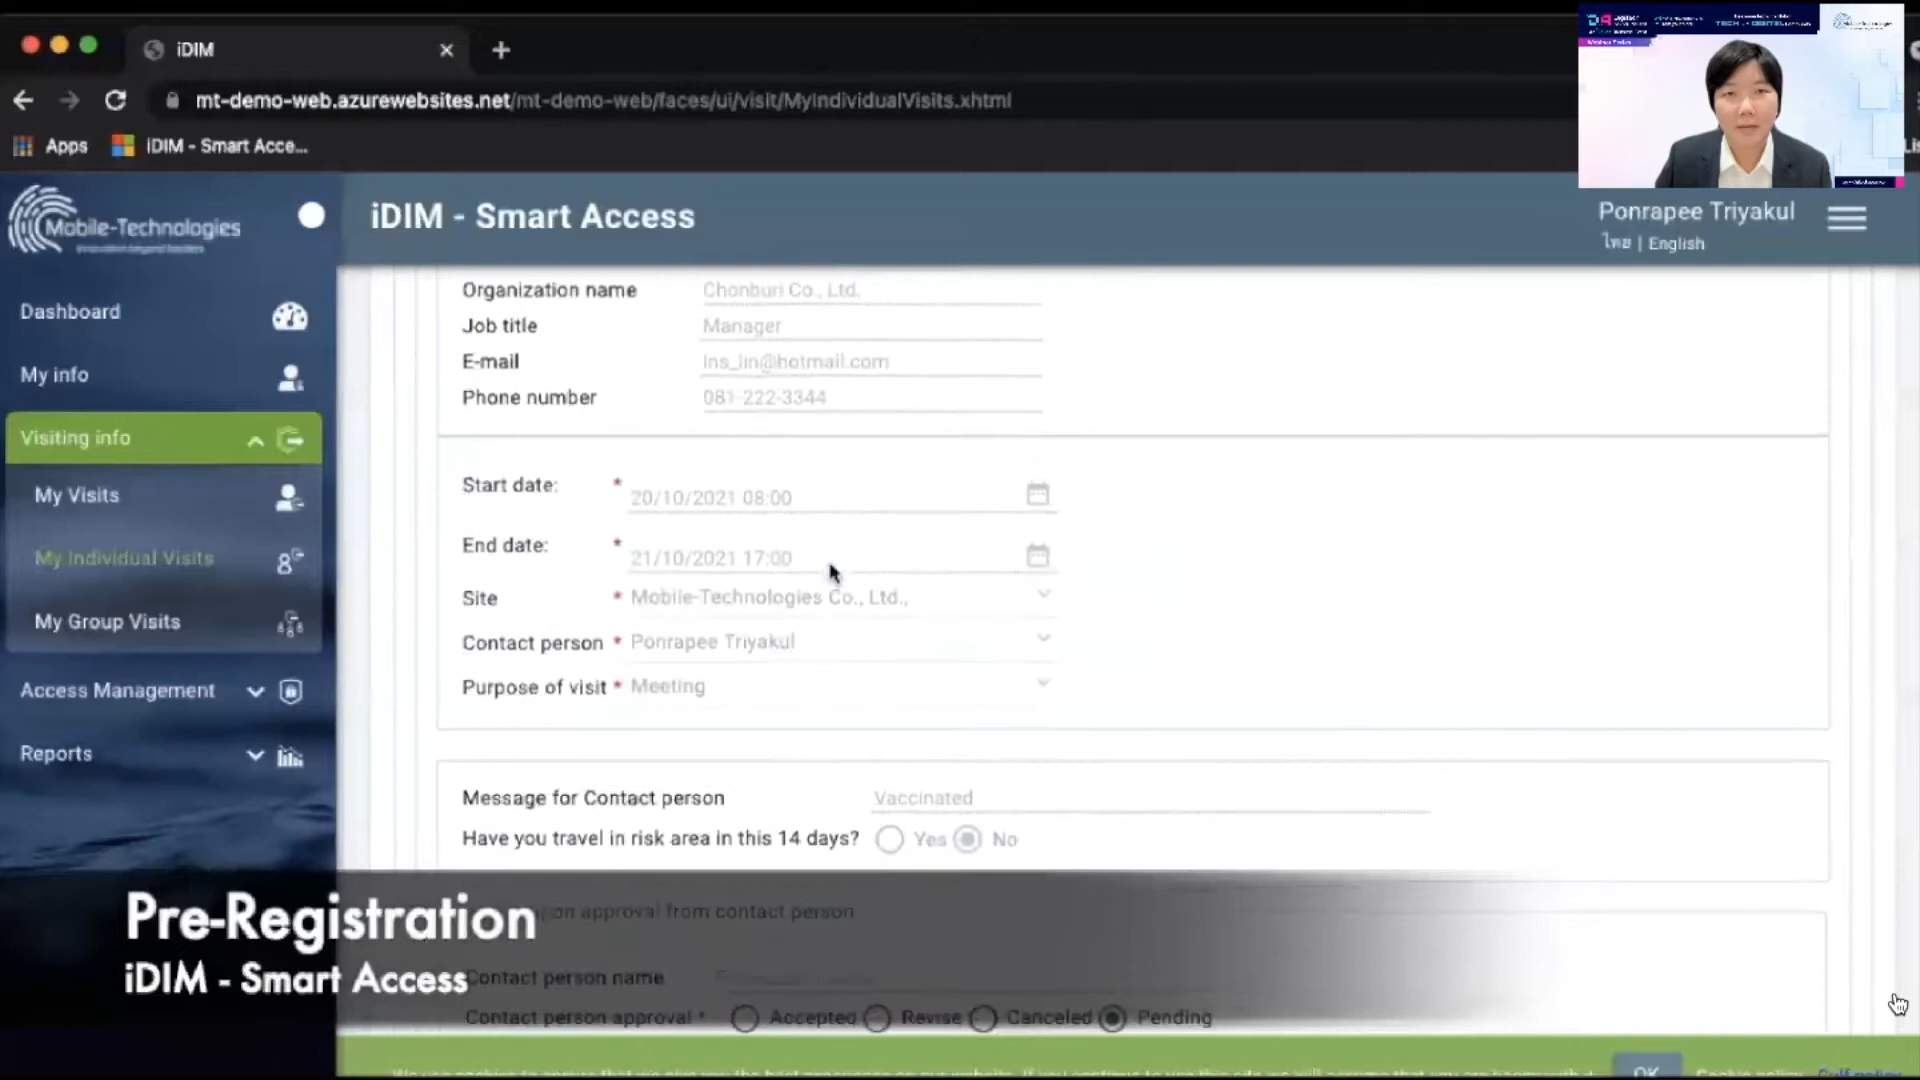 iDIM
mt-demo-web.azurewebsites.net/mt-demo-web/faces/ui/visit/MyIndividualVisits.xhtml
Apps
iDIM - Smart Acce...
Mobile-Technologies
iDIM - Smart Access
Ponrapee Triyakul
ไทย | English
Dashboard
My info
Visiting info
My Visits
My Individual Visits
My Group Visits
Access Management
Reports
Organization name Chonburi Co., Ltd.
Job title Manager
E-mail lns_lin@hotmail.com
Phone number 081-222-3344
Start date: * 20/10/2021 08:00
End date: * 21/10/2021 17:00
Site * Mobile-Technologies Co., Ltd.,
Contact person * Ponrapee Triyakul
Purpose of visit * Meeting
Message for Contact person Vaccinated
Have you travel in risk area in this 14 days? Yes No
approval from contact person
Contact person name
Contact person approval * Accepted Revise Canceled Pending
Pre-Registration
iDIM - Smart Access
OK